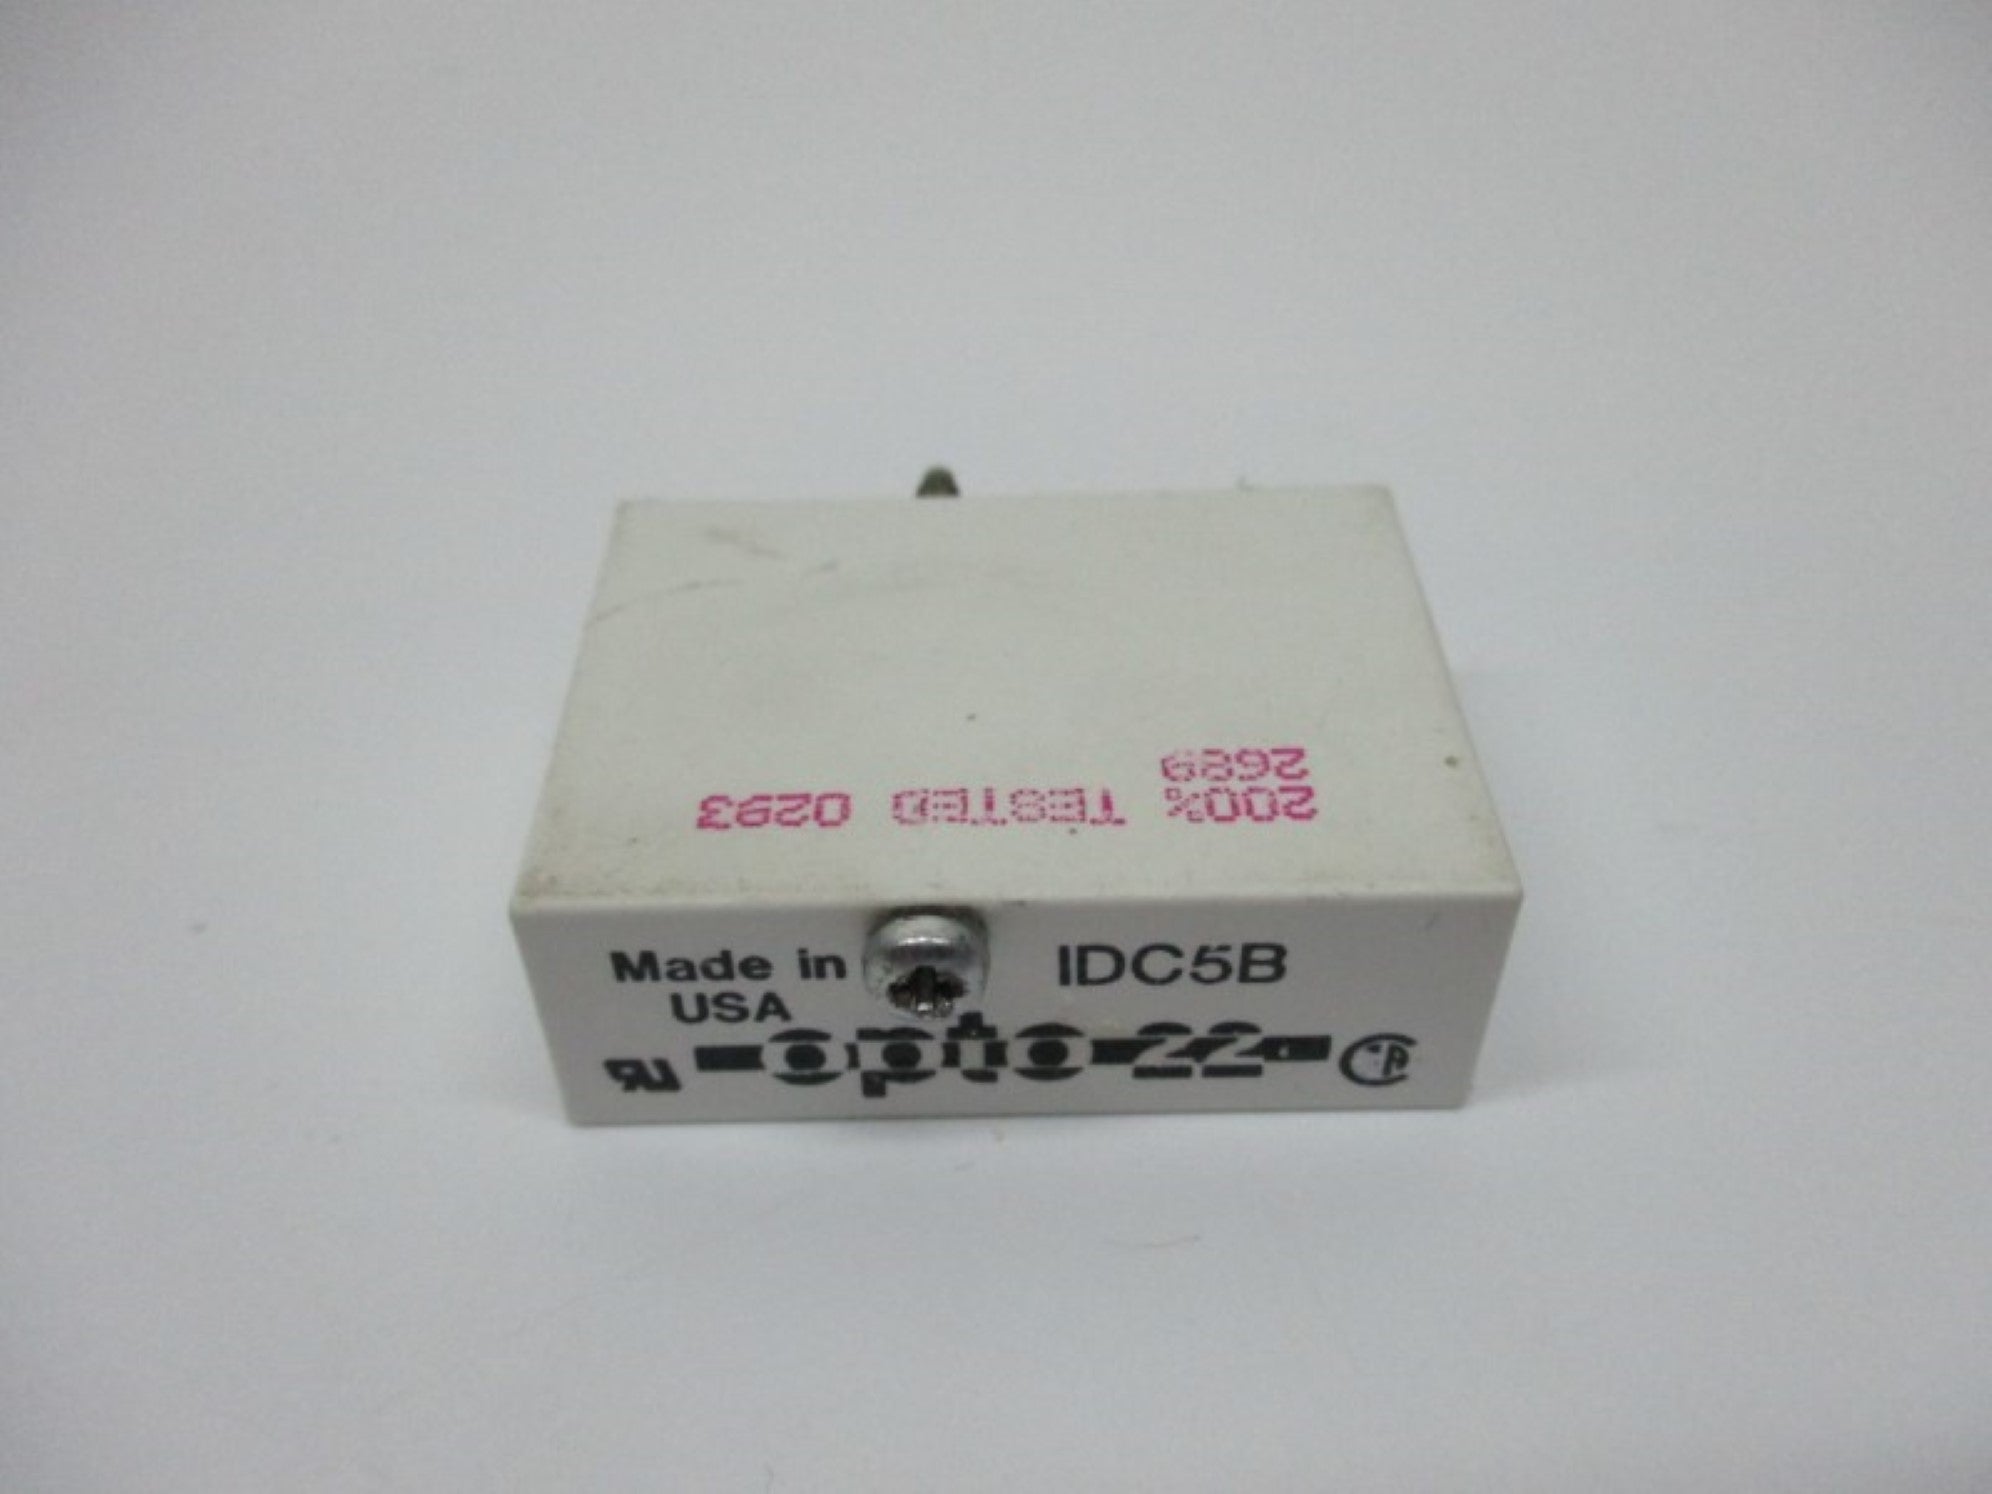 200% TESTED 0293
2689
Made in
USA
IDC5B
opto 22